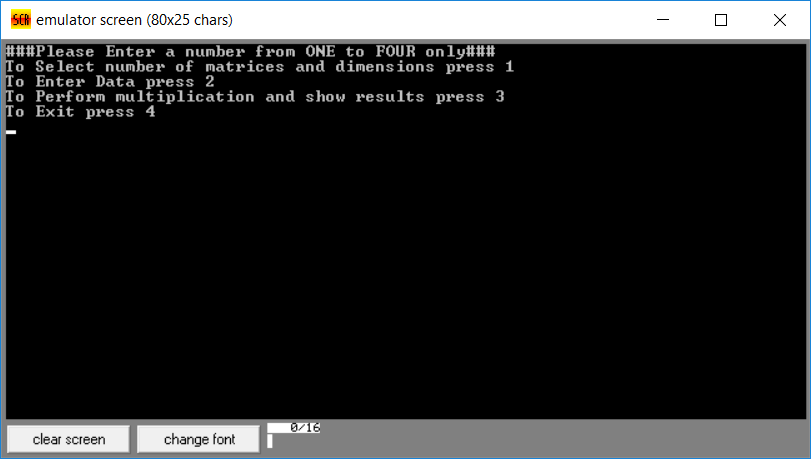 SCR emulator screen (80x25 chars)
###Please Enter a number from ONE to FOUR only###
To Select number of matrices and dimensions press 1
To Enter Data press 2
To Perform multiplication and show results press 3
To Exit press 4
clear screen change font 0/16